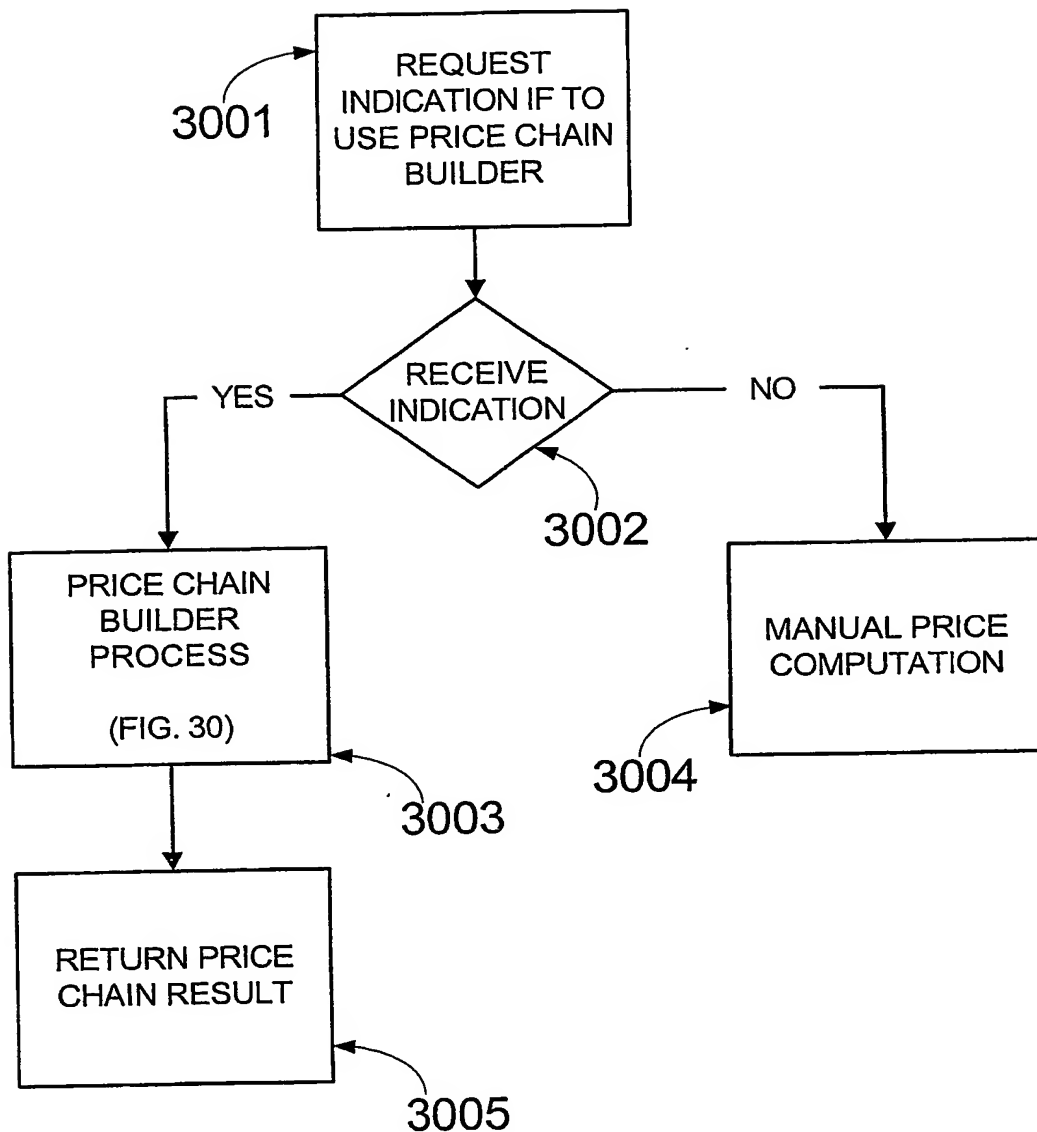 REQUEST
INDICATION IF TO
USE PRICE CHAIN
BUILDER
3001
RECEIVE
INDICATION
YES
NO
3002
PRICE CHAIN
BUILDER
PROCESS
(FIG. 30)
3003
MANUAL PRICE
COMPUTATION
3004
RETURN PRICE
CHAIN RESULT
3005